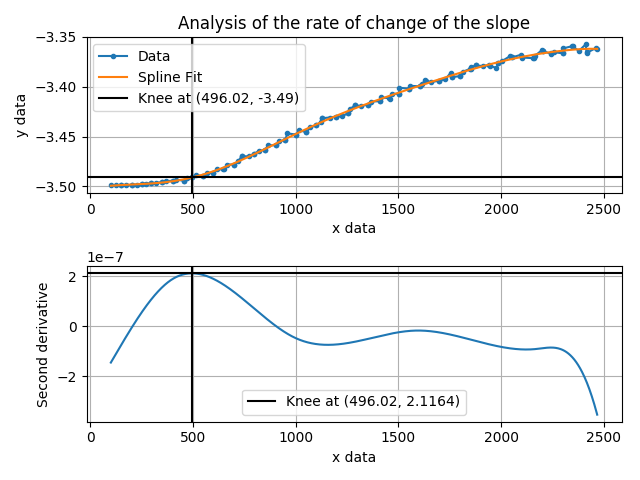 Analysis of the rate of change of the slope
−3.35
−3.40
−3.45
−3.50
y data
Data
Spline Fit
Knee at (496.02, -3.49)
0 500 1000 1500 2000 2500
x data
1e−7
2
0
−2
Second derivative
Knee at (496.02, 2.1164)
0 500 1000 1500 2000 2500
x data